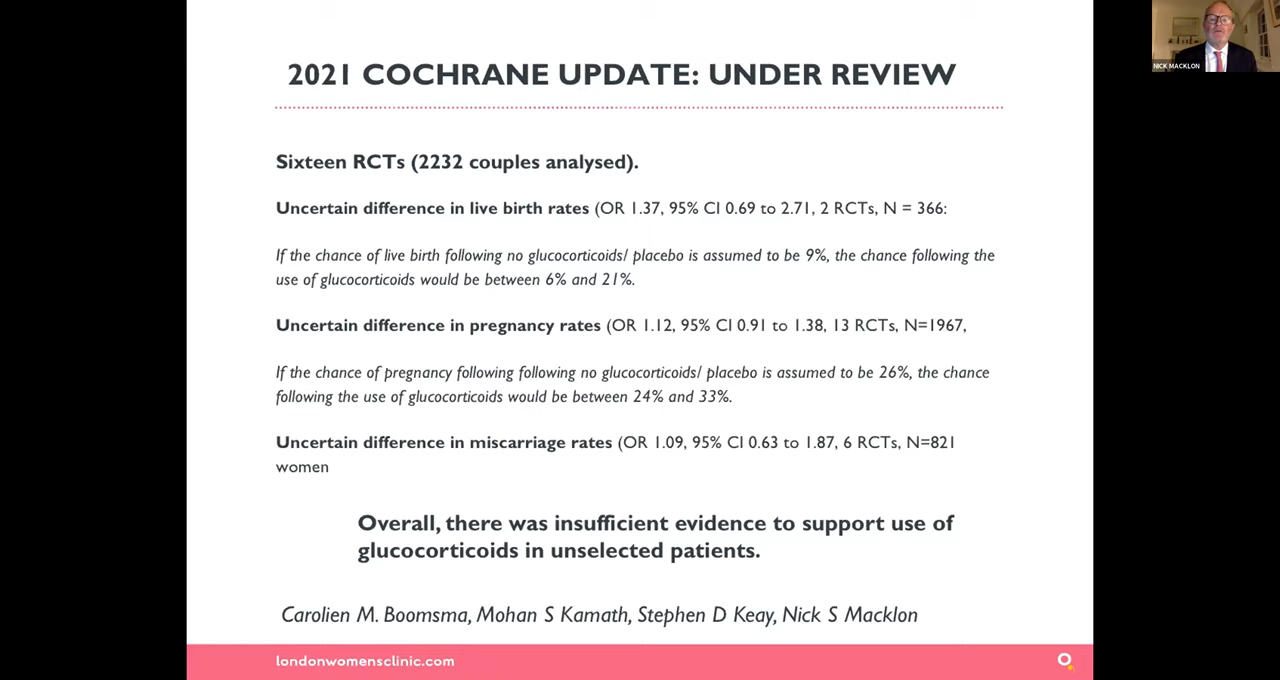 2021 COCHRANE UPDATE: UNDER REVIEW
NICK MACKLON
Sixteen RCTs (2232 couples analysed).
Uncertain difference in live birth rates (OR 1.37, 95% CI 0.69 to 2.71, 2 RCTs, N = 366:
If the chance of live birth following no glucocorticoids/ placebo is assumed to be 9%, the chance following the
use of glucocorticoids would be between 6% and 21%.
Uncertain difference in pregnancy rates (OR 1.12, 95% CI 0.91 to 1.38, 13 RCTs, N=1967,
If the chance of pregnancy following following no glucocorticoids/ placebo is assumed to be 26%, the chance
following the use of glucocorticoids would be between 24% and 33%.
Uncertain difference in miscarriage rates (OR 1.09, 95% CI 0.63 to 1.87, 6 RCTs, N=821
women
Overall, there was insufficient evidence to support use of
glucocorticoids in unselected patients.
Carolien M. Boomsma, Mohan S Kamath, Stephen D Keay, Nick S Macklon
londonwomensclinic.com